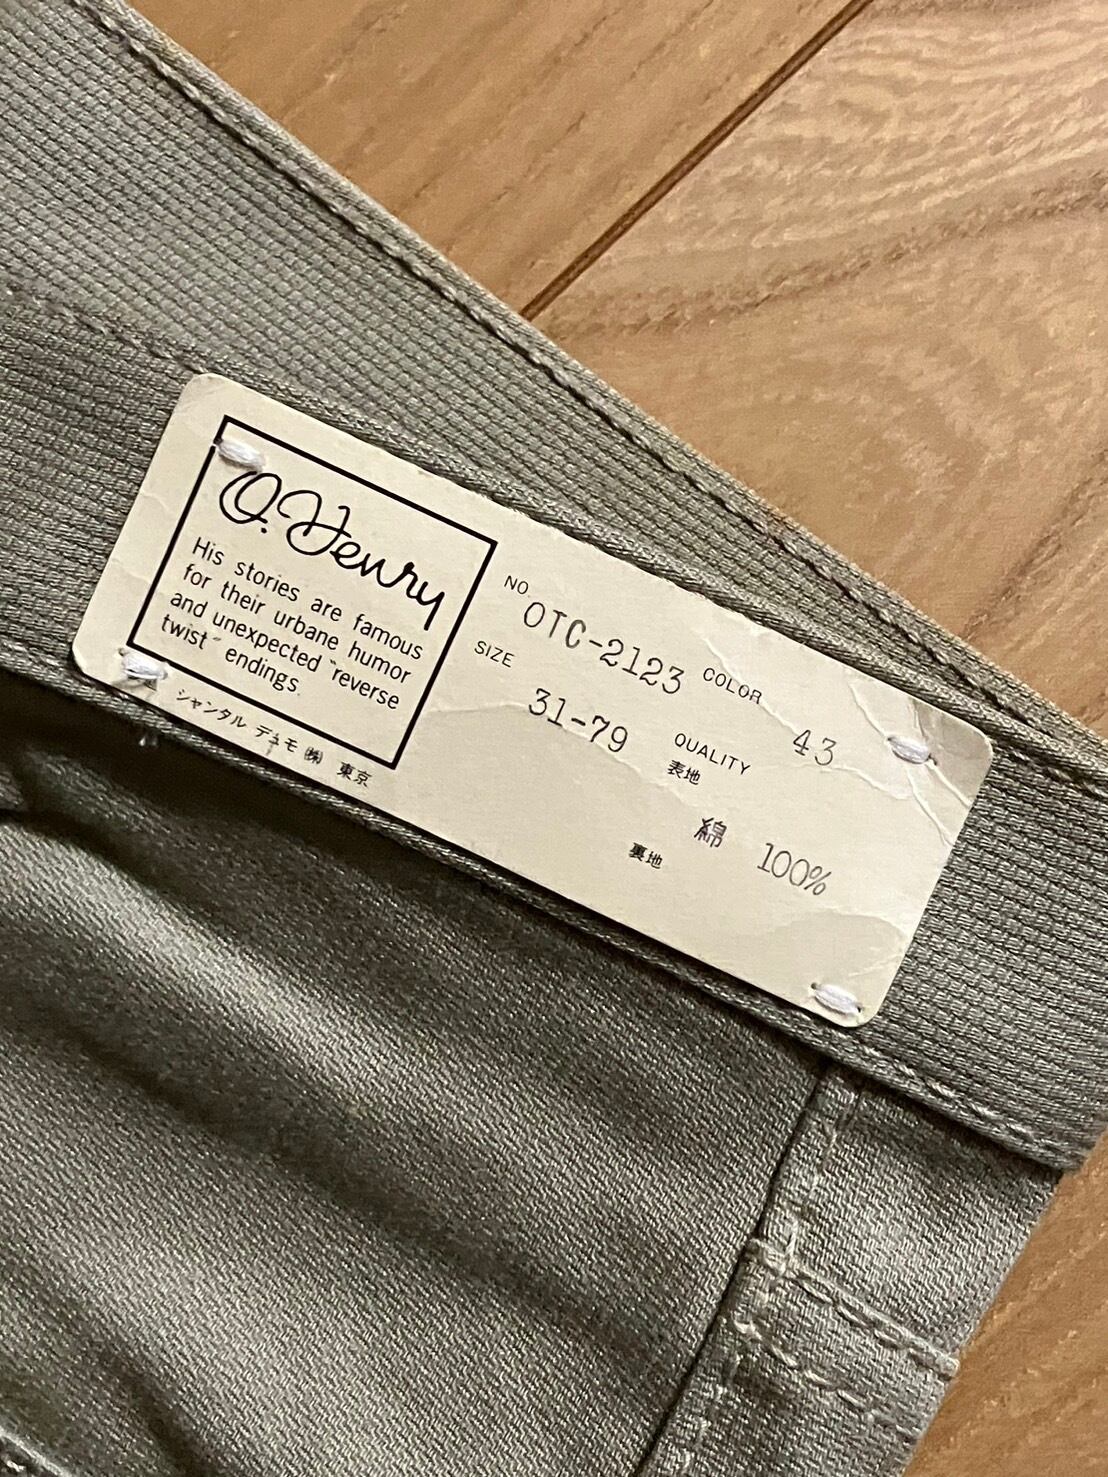 O. Henry
His stories are famous
for their urbane humor
and unexpected "reverse
twist" endings.
シャンタル デュモ ㈱ 東京
NO. OTC-2123 COLOR 43
SIZE 31-79 QUALITY
表地 綿 100%
裏地